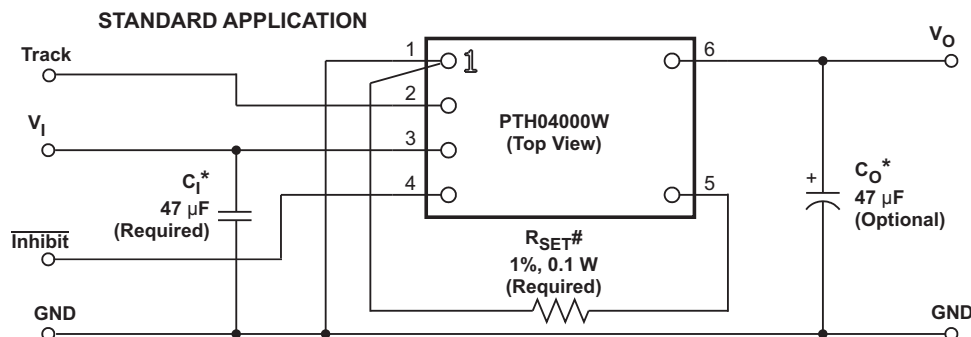 STANDARD APPLICATION
Track
V_I
C_I*
47 µF
(Required)
Inhibit
GND
1
2
3
4
1
PTH04000W
(Top View)
6
5
R_SET#
1%, 0.1 W
(Required)
V_O
+
C_O*
47 µF
(Optional)
GND